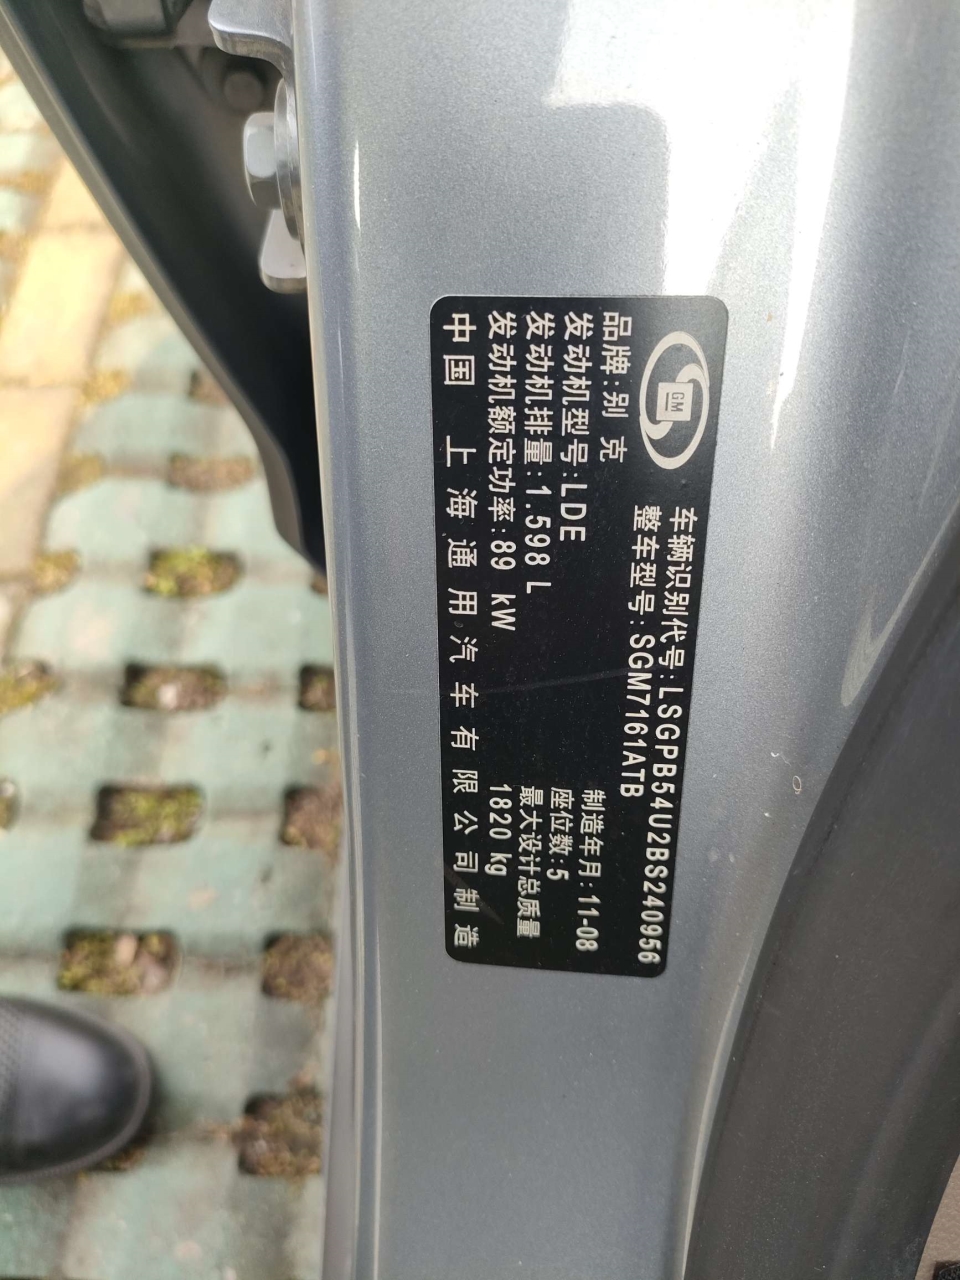 GM
车辆识别代号:LSGPB54U2BS240956
整车型号:SGM7161ATB
品牌:别 克
发动机型号:LDE
发动机排量:1.598 L
发动机额定功率:89 kW
制造年月:11-08
座位数:5
最大设计总质量
1820 kg
中国 上海通用汽车有限公司制造